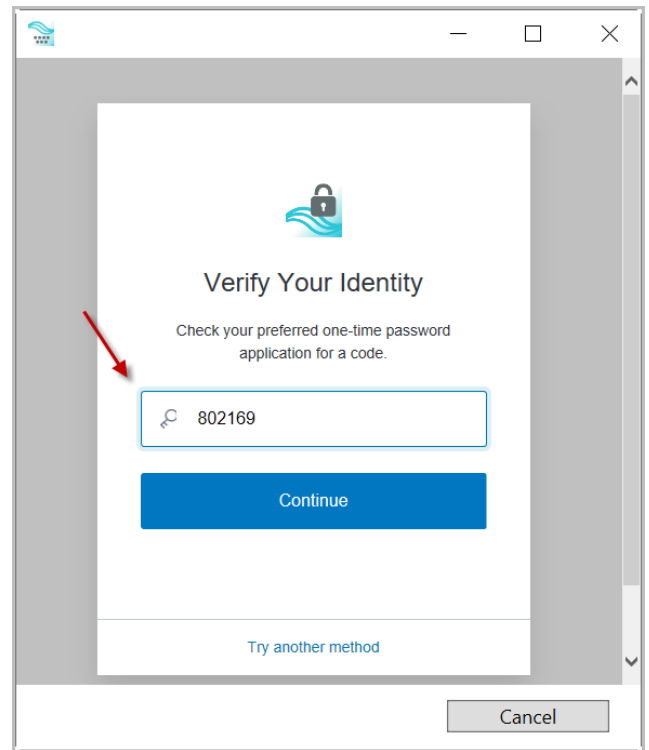 Verify Your Identity
Check your preferred one-time password
application for a code.
802169
Continue
Try another method
Cancel